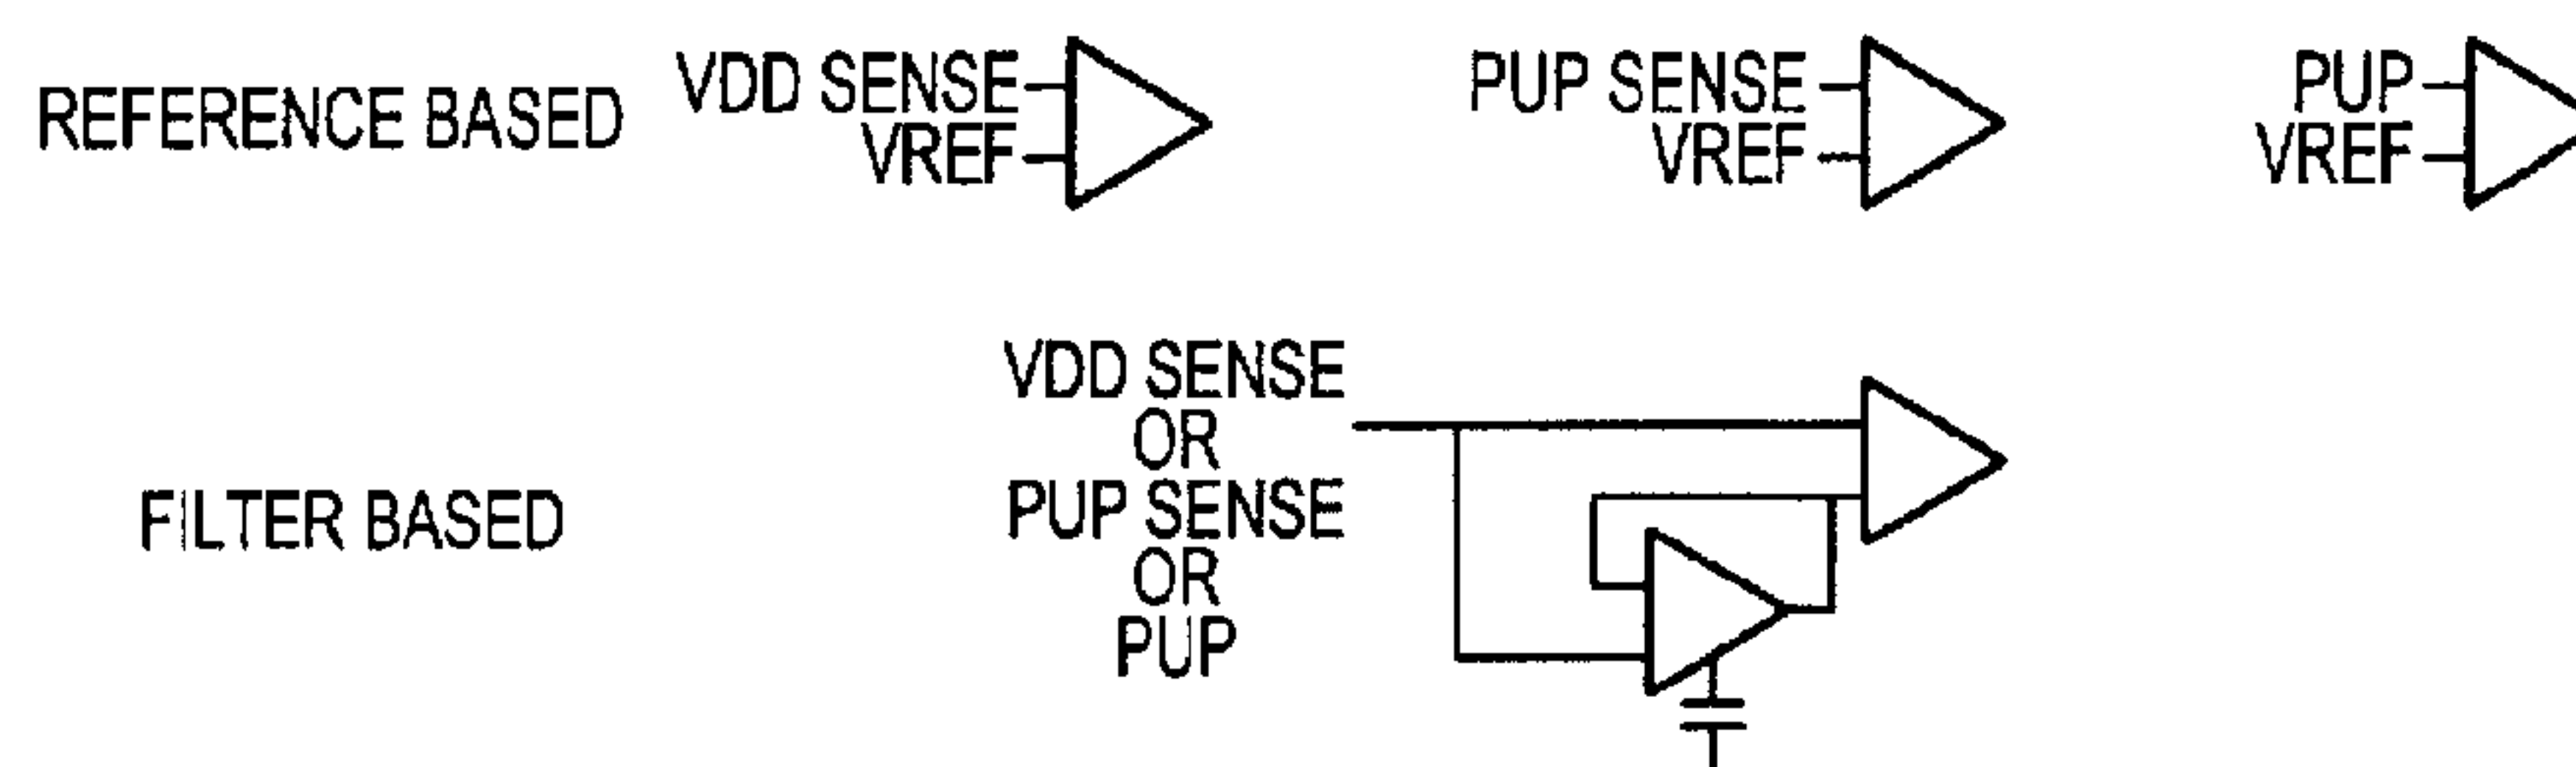 REFERENCE BASED
VDD SENSE
VREF
PUP SENSE
VREF
PUP
VREF
FILTER BASED
VDD SENSE
OR
PUP SENSE
OR
PUP